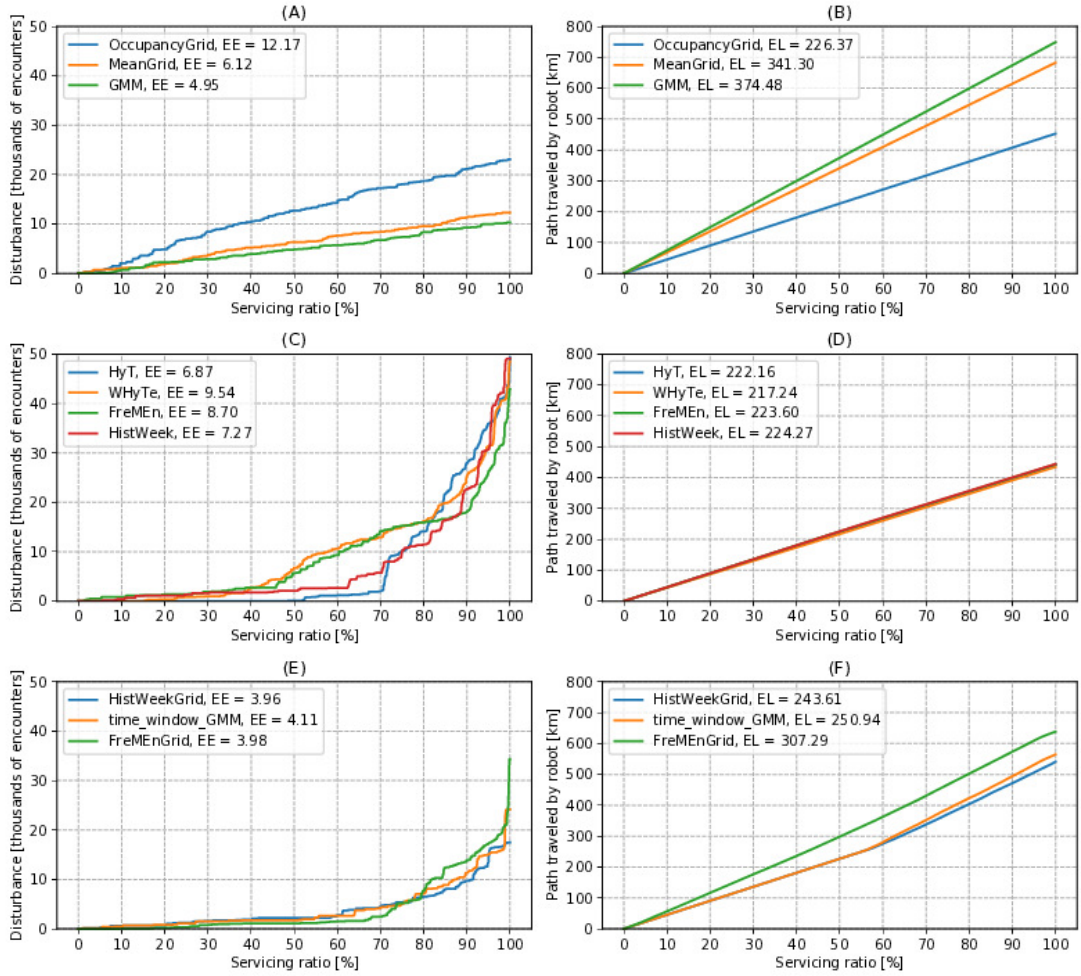 (A)
50
40
30
20
10
0
Disturbance [thousands of encounters]
OccupancyGrid, EE = 12.17
MeanGrid, EE = 6.12
GMM, EE = 4.95
0 10 20 30 40 50 60 70 80 90 100
Servicing ratio [%]
(B)
800
700
600
500
400
300
200
100
0
Path traveled by robot [km]
OccupancyGrid, EL = 226.37
MeanGrid, EL = 341.30
GMM, EL = 374.48
0 10 20 30 40 50 60 70 80 90 100
Servicing ratio [%]
(C)
50
40
30
20
10
0
Disturbance [thousands of encounters]
HyT, EE = 6.87
WHyTe, EE = 9.54
FreMEn, EE = 8.70
HistWeek, EE = 7.27
0 10 20 30 40 50 60 70 80 90 100
Servicing ratio [%]
(D)
800
700
600
500
400
300
200
100
0
Path traveled by robot [km]
HyT, EL = 222.16
WHyTe, EL = 217.24
FreMEn, EL = 223.60
HistWeek, EL = 224.27
0 10 20 30 40 50 60 70 80 90 100
Servicing ratio [%]
(E)
50
40
30
20
10
0
Disturbance [thousands of encounters]
HistWeekGrid, EE = 3.96
time_window_GMM, EE = 4.11
FreMEnGrid, EE = 3.98
0 10 20 30 40 50 60 70 80 90 100
Servicing ratio [%]
(F)
800
700
600
500
400
300
200
100
0
Path traveled by robot [km]
HistWeekGrid, EL = 243.61
time_window_GMM, EL = 250.94
FreMEnGrid, EL = 307.29
0 10 20 30 40 50 60 70 80 90 100
Servicing ratio [%]